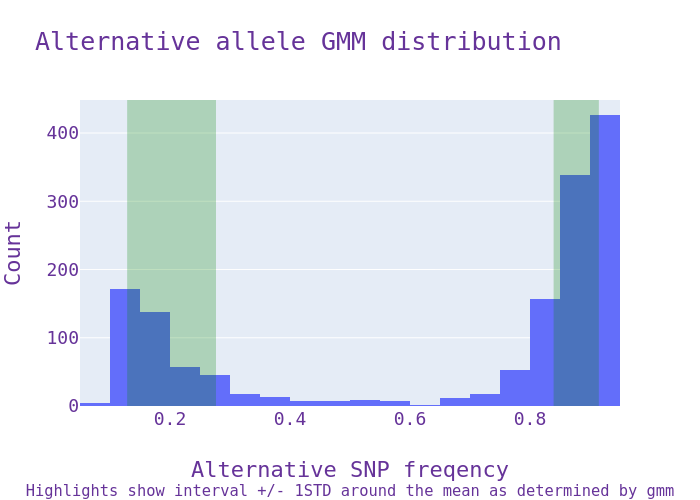 Alternative allele GMM distribution
Count
400
300
200
100
0
0.2
0.4
0.6
0.8
Alternative SNP freqency
Highlights show interval +/- 1STD around the mean as determined by gmm